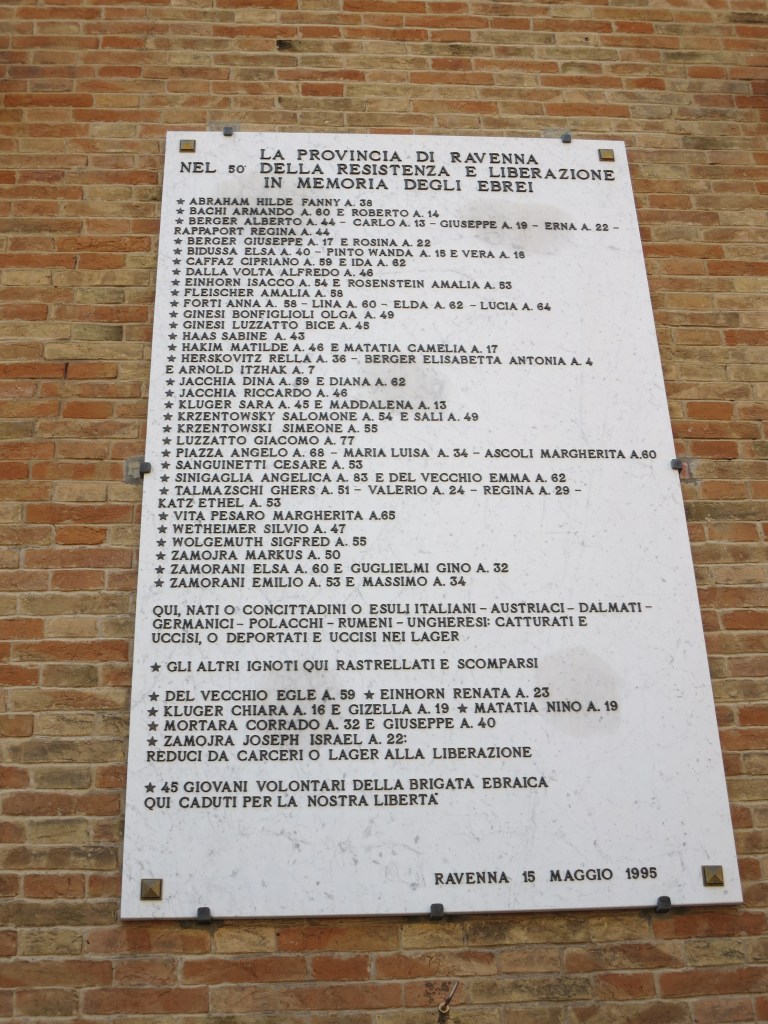 LA PROVINCIA DI RAVENNA
NEL 50° DELLA RESISTENZA E LIBERAZIONE
IN MEMORIA DEGLI EBREI
★ ABRAHAM HILDE FANNY A. 38
★ BACHI ARMANDO A. 60 E ROBERTO A. 14
★ BERGER ALBERTO A. 44 – CARLO A. 13 – GIUSEPPE A. 19 – ERNA A. 22 –
RAPPAPORT REGINA A. 44
★ BERGER GIUSEPPE A. 17 E ROSINA A. 22
★ BIDUSSA ELSA A. 40 – PINTO WANDA A. 15 E VERA A. 18
★ CAFFAZ CIPRIANO A. 59 E IDA A. 62
★ DALLA VOLTA ALFREDO A. 46
★ EINHORN ISACCO A. 54 E ROSENSTEIN AMALIA A. 53
★ FLEISCHER AMALIA A. 58
★ FORTI ANNA A. 58 – LINA A. 60 – ELDA A. 62 – LUCIA A. 64
★ GINESI BONFIGLIOLI OLGA A. 49
★ GINESI LUZZATTO BICE A. 45
★ HAAS SABINE A. 43
★ HAKIM MATILDE A. 46 E MATATIA CAMELIA A. 17
★ HERSKOVITZ RELLA A. 36 – BERGER ELISABETTA ANTONIA A. 4
E ARNOLD ITZHAK A. 7
★ JACCHIA DINA A. 59 E DIANA A. 62
★ JACCHIA RICCARDO A. 46
★ KLUGER SARA A. 45 E MADDALENA A. 13
★ KRZENTOWSKY SALOMONE A. 54 E SALI A. 49
★ KRZENTOWSKI SIMEONE A. 55
★ LUZZATTO GIACOMO A. 77
★ PIAZZA ANGELO A. 68 – MARIA LUISA A. 34 – ASCOLI MARGHERITA A.60
★ SANGUINETTI CESARE A. 53
★ SINIGAGLIA ANGELICA A. 83 E DEL VECCHIO EMMA A. 62
★ TALMAZSCHI GHERS A. 51 – VALERIO A. 24 – REGINA A. 29 –
KATZ ETHEL A. 53
★ VITA PESARO MARGHERITA A.65
★ WETHEIMER SILVIO A. 47
★ WOLGEMUTH SIGFRED A. 55
★ ZAMOJRA MARKUS A. 50
★ ZAMORANI ELSA A. 60 E GUGLIELMI GINO A. 32
★ ZAMORANI EMILIO A. 53 E MASSIMO A. 34
QUI, NATI O CONCITTADINI O ESULI ITALIANI – AUSTRIACI – DALMATI –
GERMANICI – POLACCHI – RUMENI – UNGHERESI: CATTURATI E
UCCISI, O DEPORTATI E UCCISI NEI LAGER
★ GLI ALTRI IGNOTI QUI RASTRELLATI E SCOMPARSI
★ DEL VECCHIO EGLE A. 59 ★ EINHORN RENATA A. 23
★ KLUGER CHIARA A. 16 E GIZELLA A. 19 ★ MATATIA NINO A. 19
★ MORTARA CORRADO A. 32 E GIUSEPPE A. 40
★ ZAMOJRA JOSEPH ISRAEL A. 22:
REDUCI DA CARCERI O LAGER ALLA LIBERAZIONE
★ 45 GIOVANI VOLONTARI DELLA BRIGATA EBRAICA
QUI CADUTI PER LA NOSTRA LIBERTA'
RAVENNA 15 MAGGIO 1995